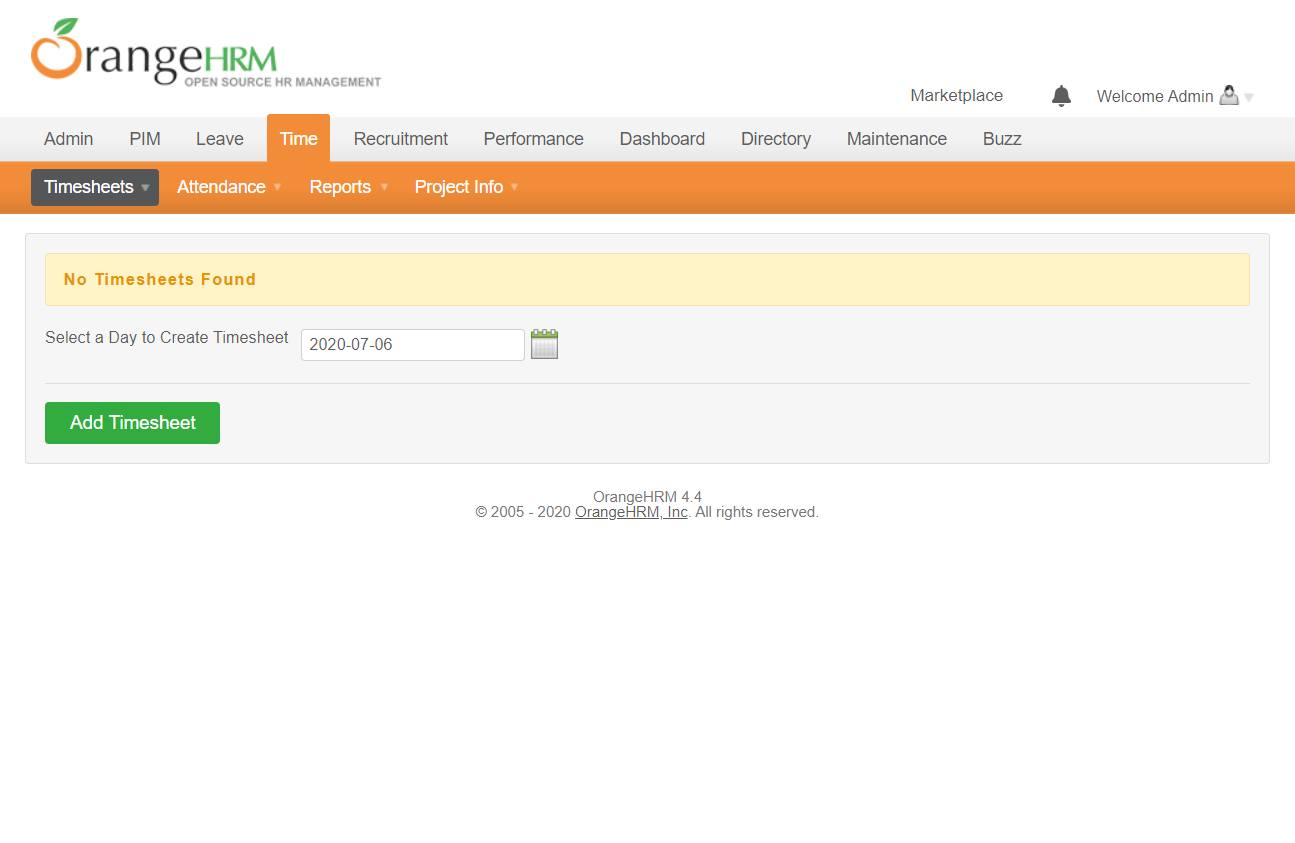 OrangeHRM
OPEN SOURCE HR MANAGEMENT
Marketplace
Welcome Admin
Admin PIM Leave Time Recruitment Performance Dashboard Directory Maintenance Buzz
Timesheets Attendance Reports Project Info
No Timesheets Found
Select a Day to Create Timesheet 2020-07-06
Add Timesheet
OrangeHRM 4.4
© 2005 - 2020 OrangeHRM, Inc. All rights reserved.